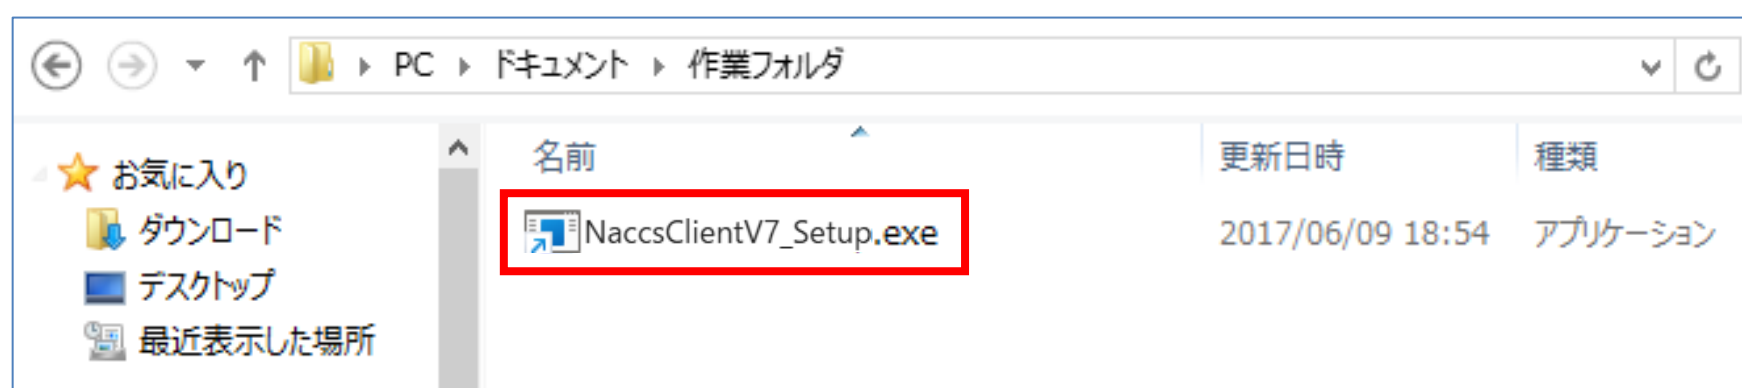 PC ドキュメント 作業フォルダ
お気に入り
ダウンロード
デスクトップ
最近表示した場所
名前 更新日時 種類
NaccsClientV7_Setup.exe 2017/06/09 18:54 アプリケーション